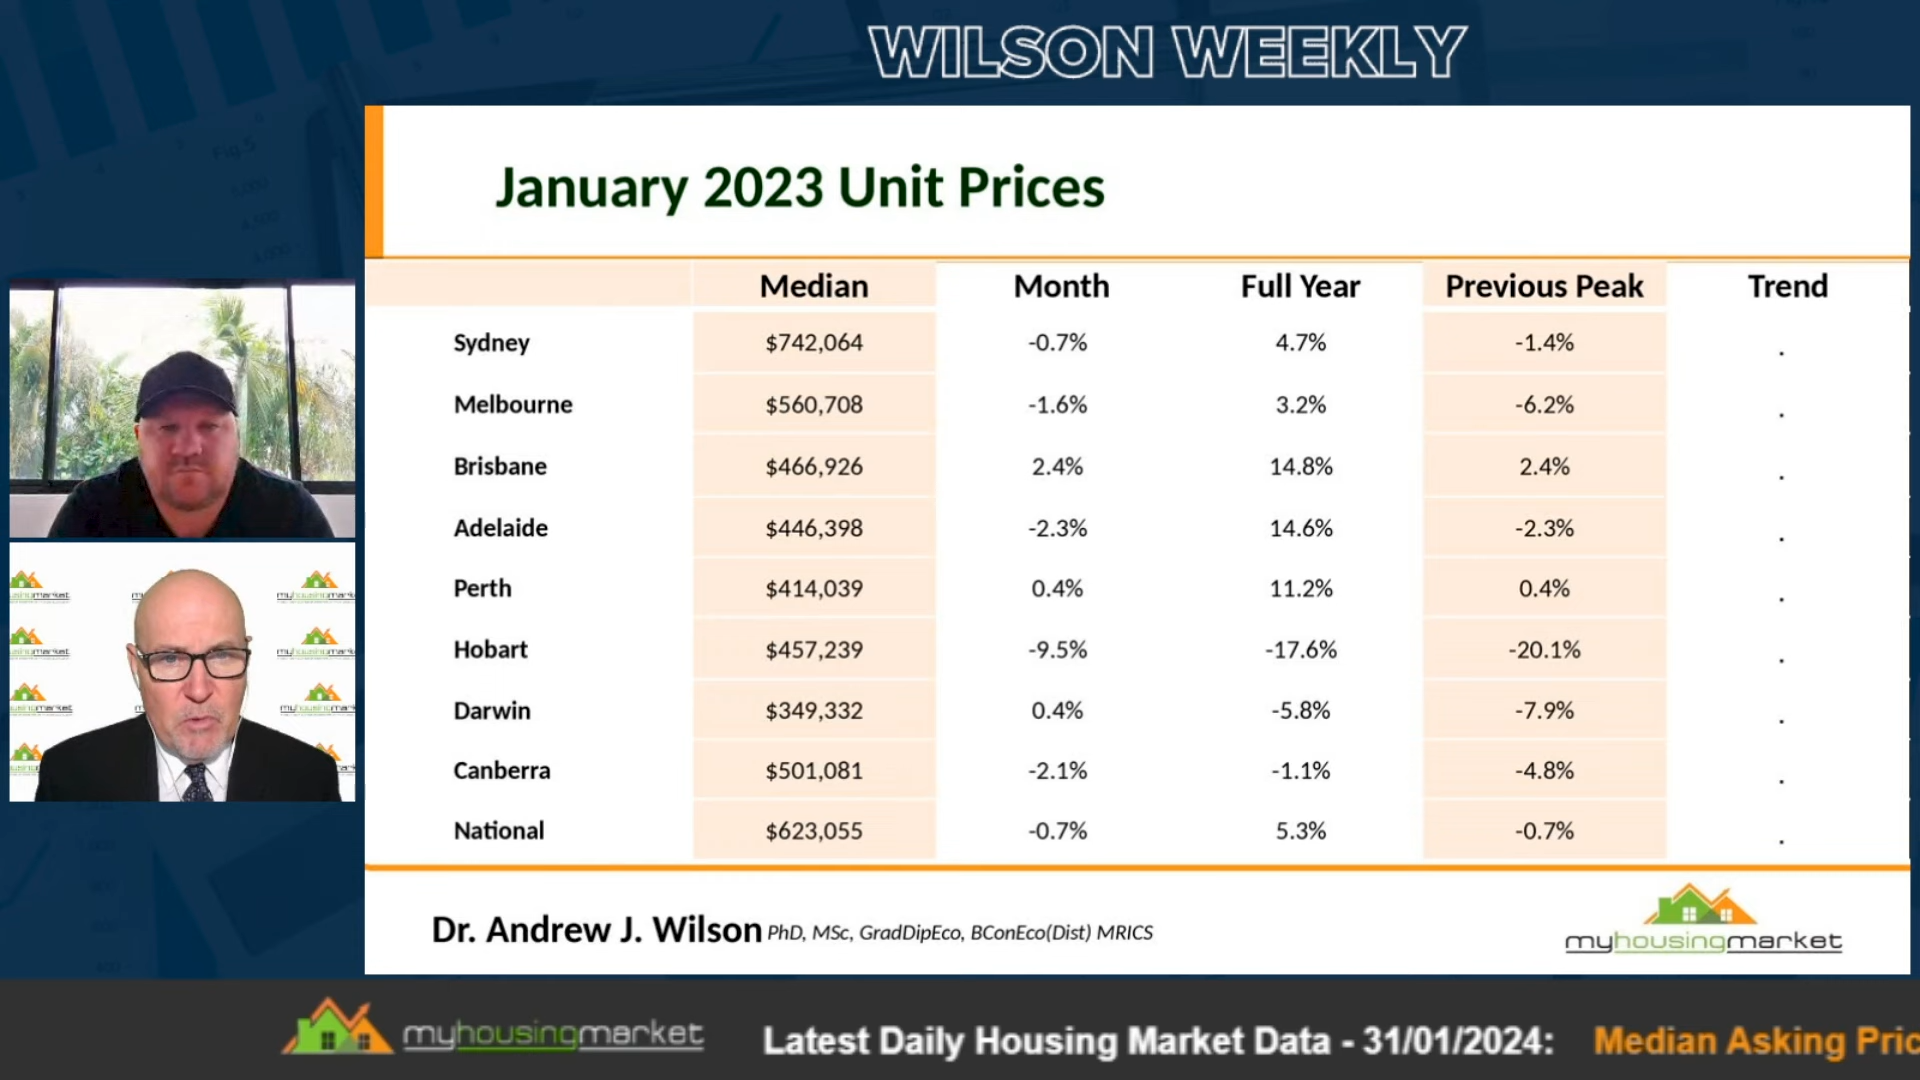 WILSON WEEKLY
January 2023 Unit Prices
Median Month Full Year Previous Peak Trend
Sydney $742,064 -0.7% 4.7% -1.4% .
Melbourne $560,708 -1.6% 3.2% -6.2% .
Brisbane $466,926 2.4% 14.8% 2.4% .
Adelaide $446,398 -2.3% 14.6% -2.3% .
Perth $414,039 0.4% 11.2% 0.4% .
Hobart $457,239 -9.5% -17.6% -20.1% .
Darwin $349,332 0.4% -5.8% -7.9% .
Canberra $501,081 -2.1% -1.1% -4.8% .
National $623,055 -0.7% 5.3% -0.7% .
Dr. Andrew J. Wilson PhD, MSc, GradDipEco, BConEco(Dist) MRICS
myhousingmarket
myhousingmarket Latest Daily Housing Market Data - 31/01/2024: Median Asking Pric